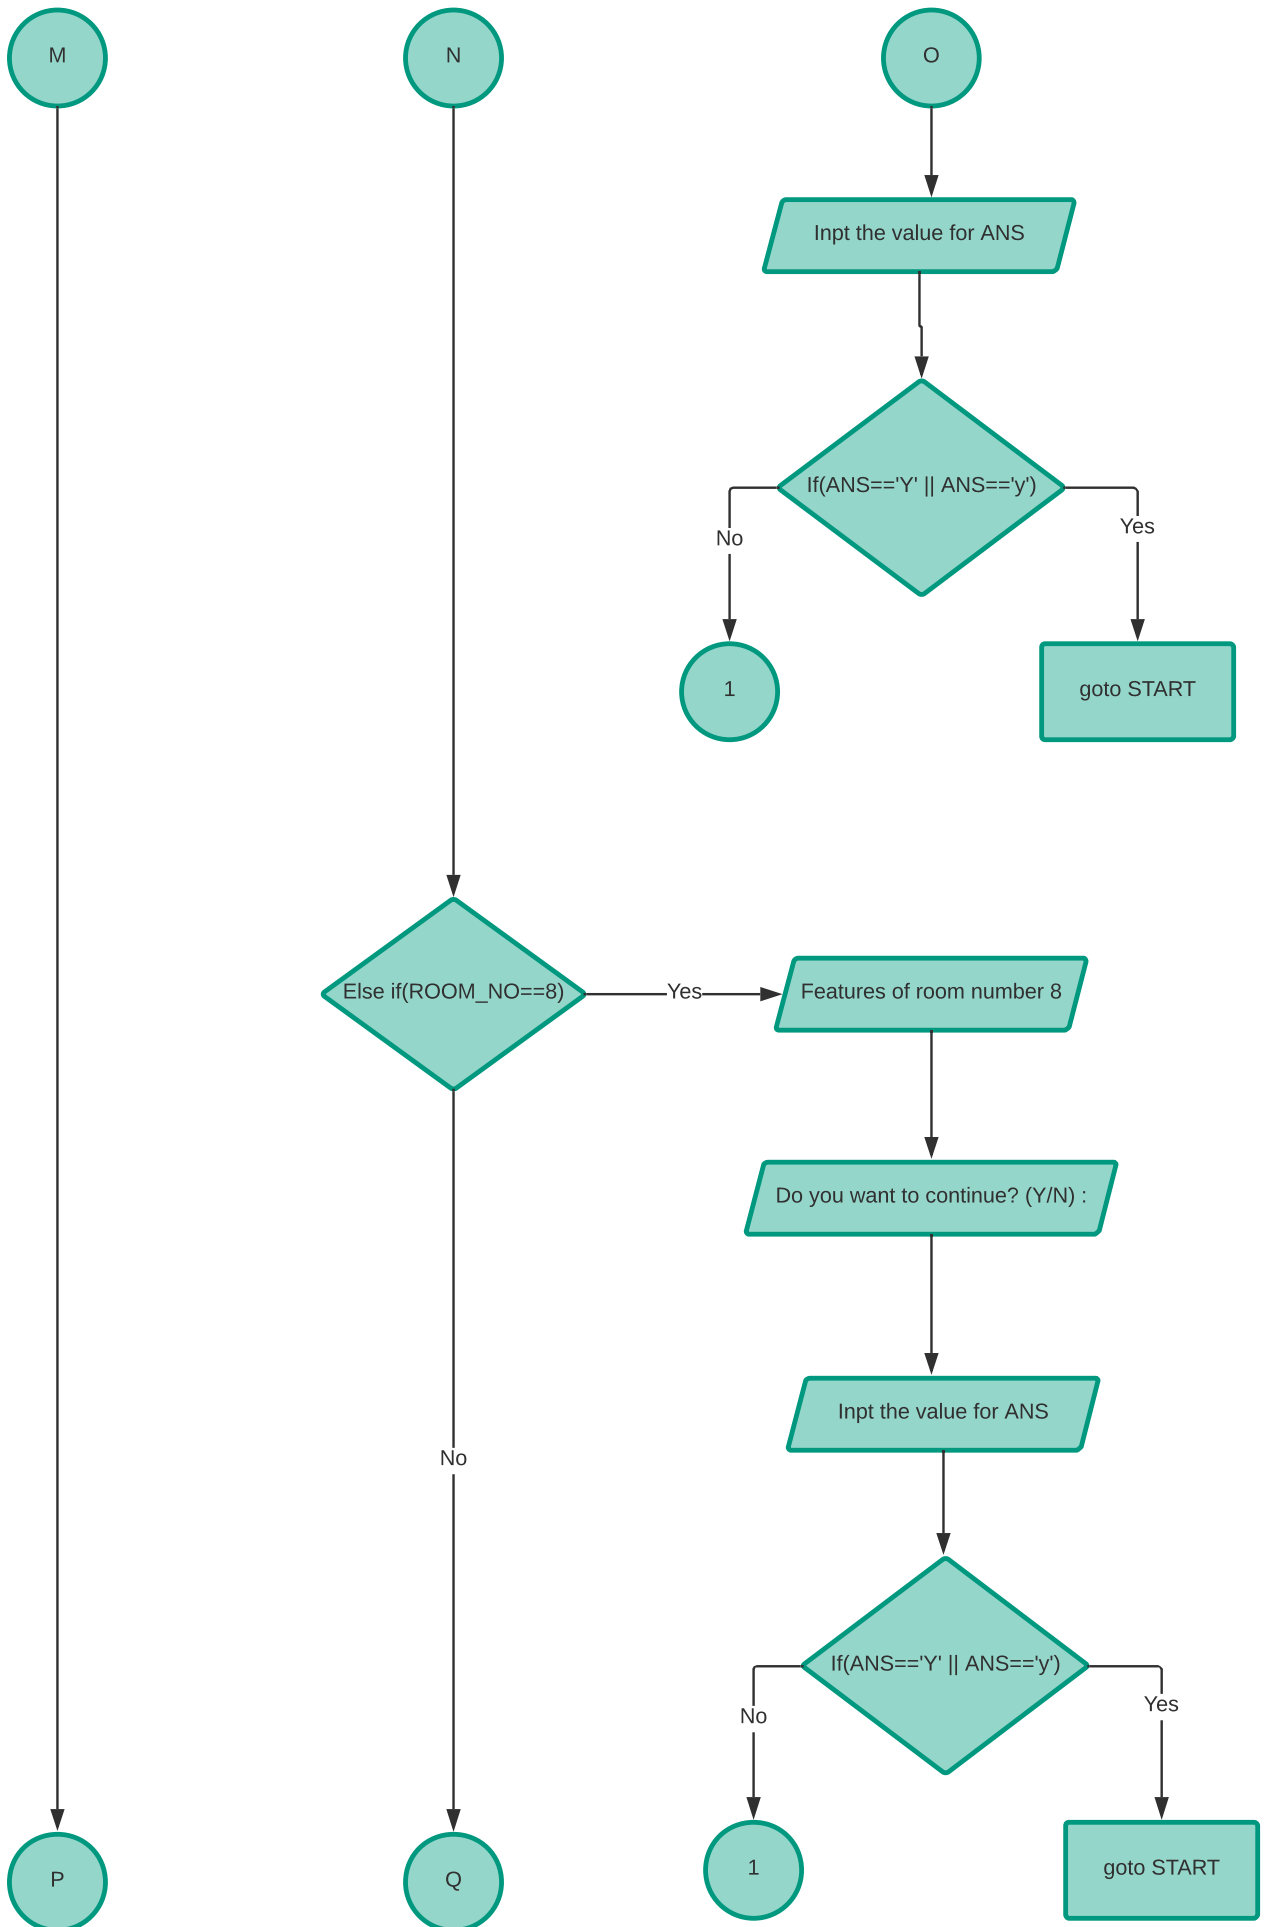 M
N
O
Inpt the value for ANS
If(ANS=='Y' || ANS=='y')
No
Yes
1
goto START
Else if(ROOM_NO==8)
Yes
Features of room number 8
Do you want to continue? (Y/N) :
Inpt the value for ANS
No
If(ANS=='Y' || ANS=='y')
No
Yes
1
goto START
P
Q